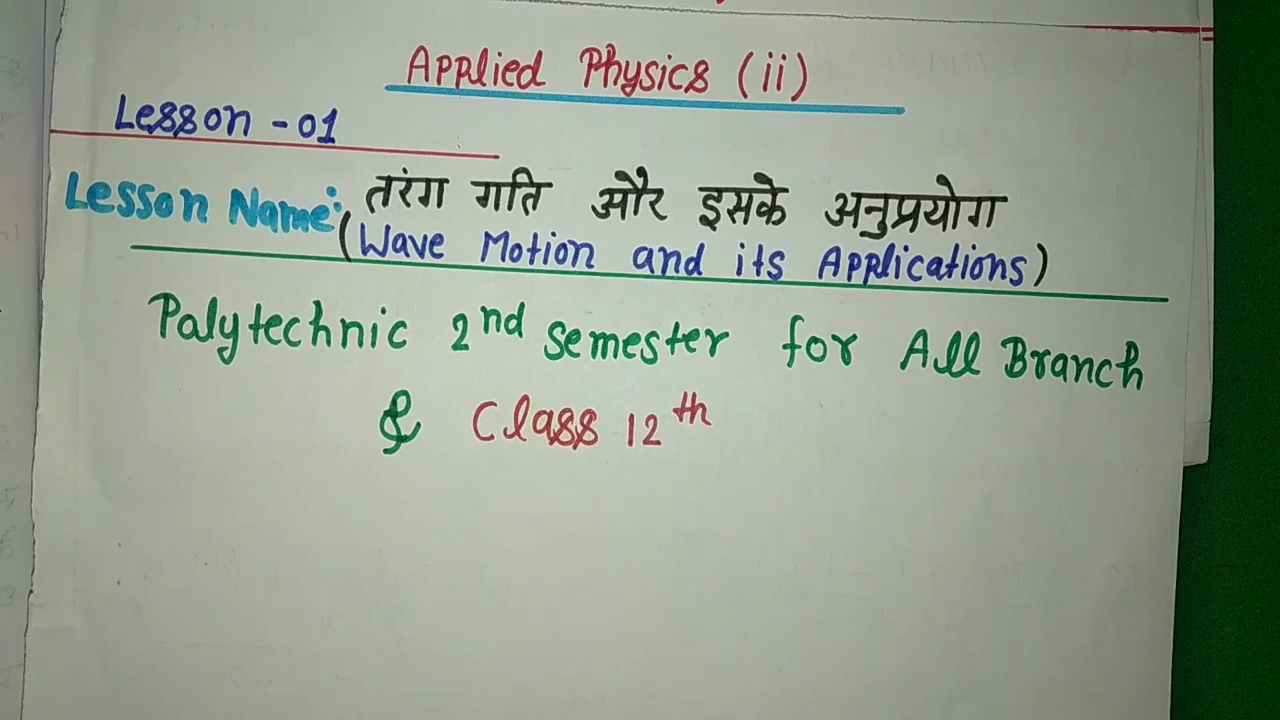 Applied Physics (ii)
Lesson - 01
Lesson Name: तरंग गति और इसके अनुप्रयोग
(Wave Motion and its Applications)
Palytechnic 2nd semester for All Branch
& Class 12th